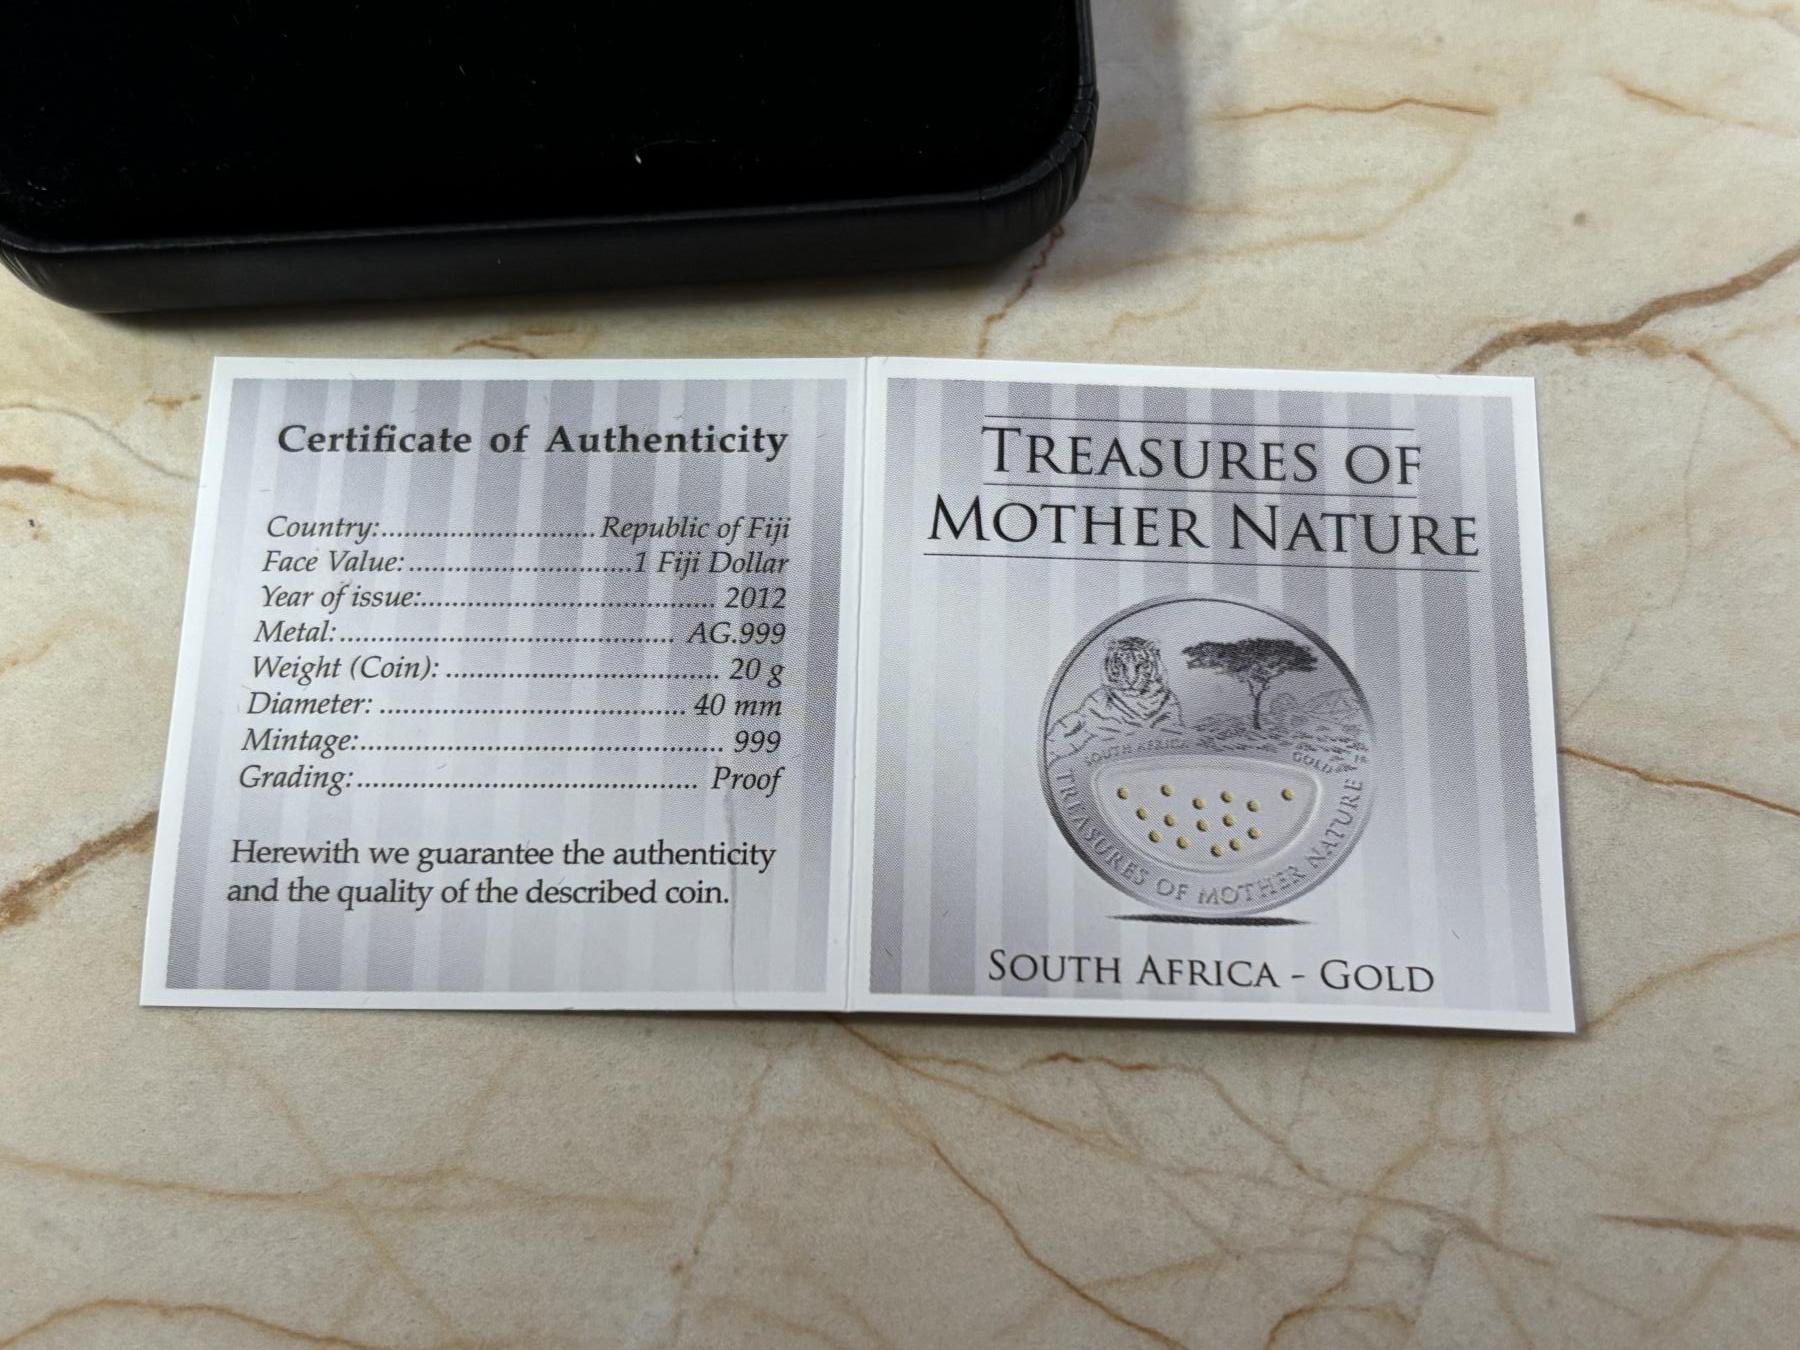 Certificate of Authenticity
Country:..............................Republic of Fiji
Face Value:................................1 Fiji Dollar
Year of issue:.......................................... 2012
Metal:................................................ AG.999
Weight (Coin): ....................................... 20 g
Diameter: ............................................ 40 mm
Mintage:.................................................... 999
Grading:................................................. Proof
Herewith we guarantee the authenticity
and the quality of the described coin.
TREASURES OF
MOTHER NATURE
SOUTH AFRICA
GOLD
TREASURES OF MOTHER NATURE
SOUTH AFRICA - GOLD